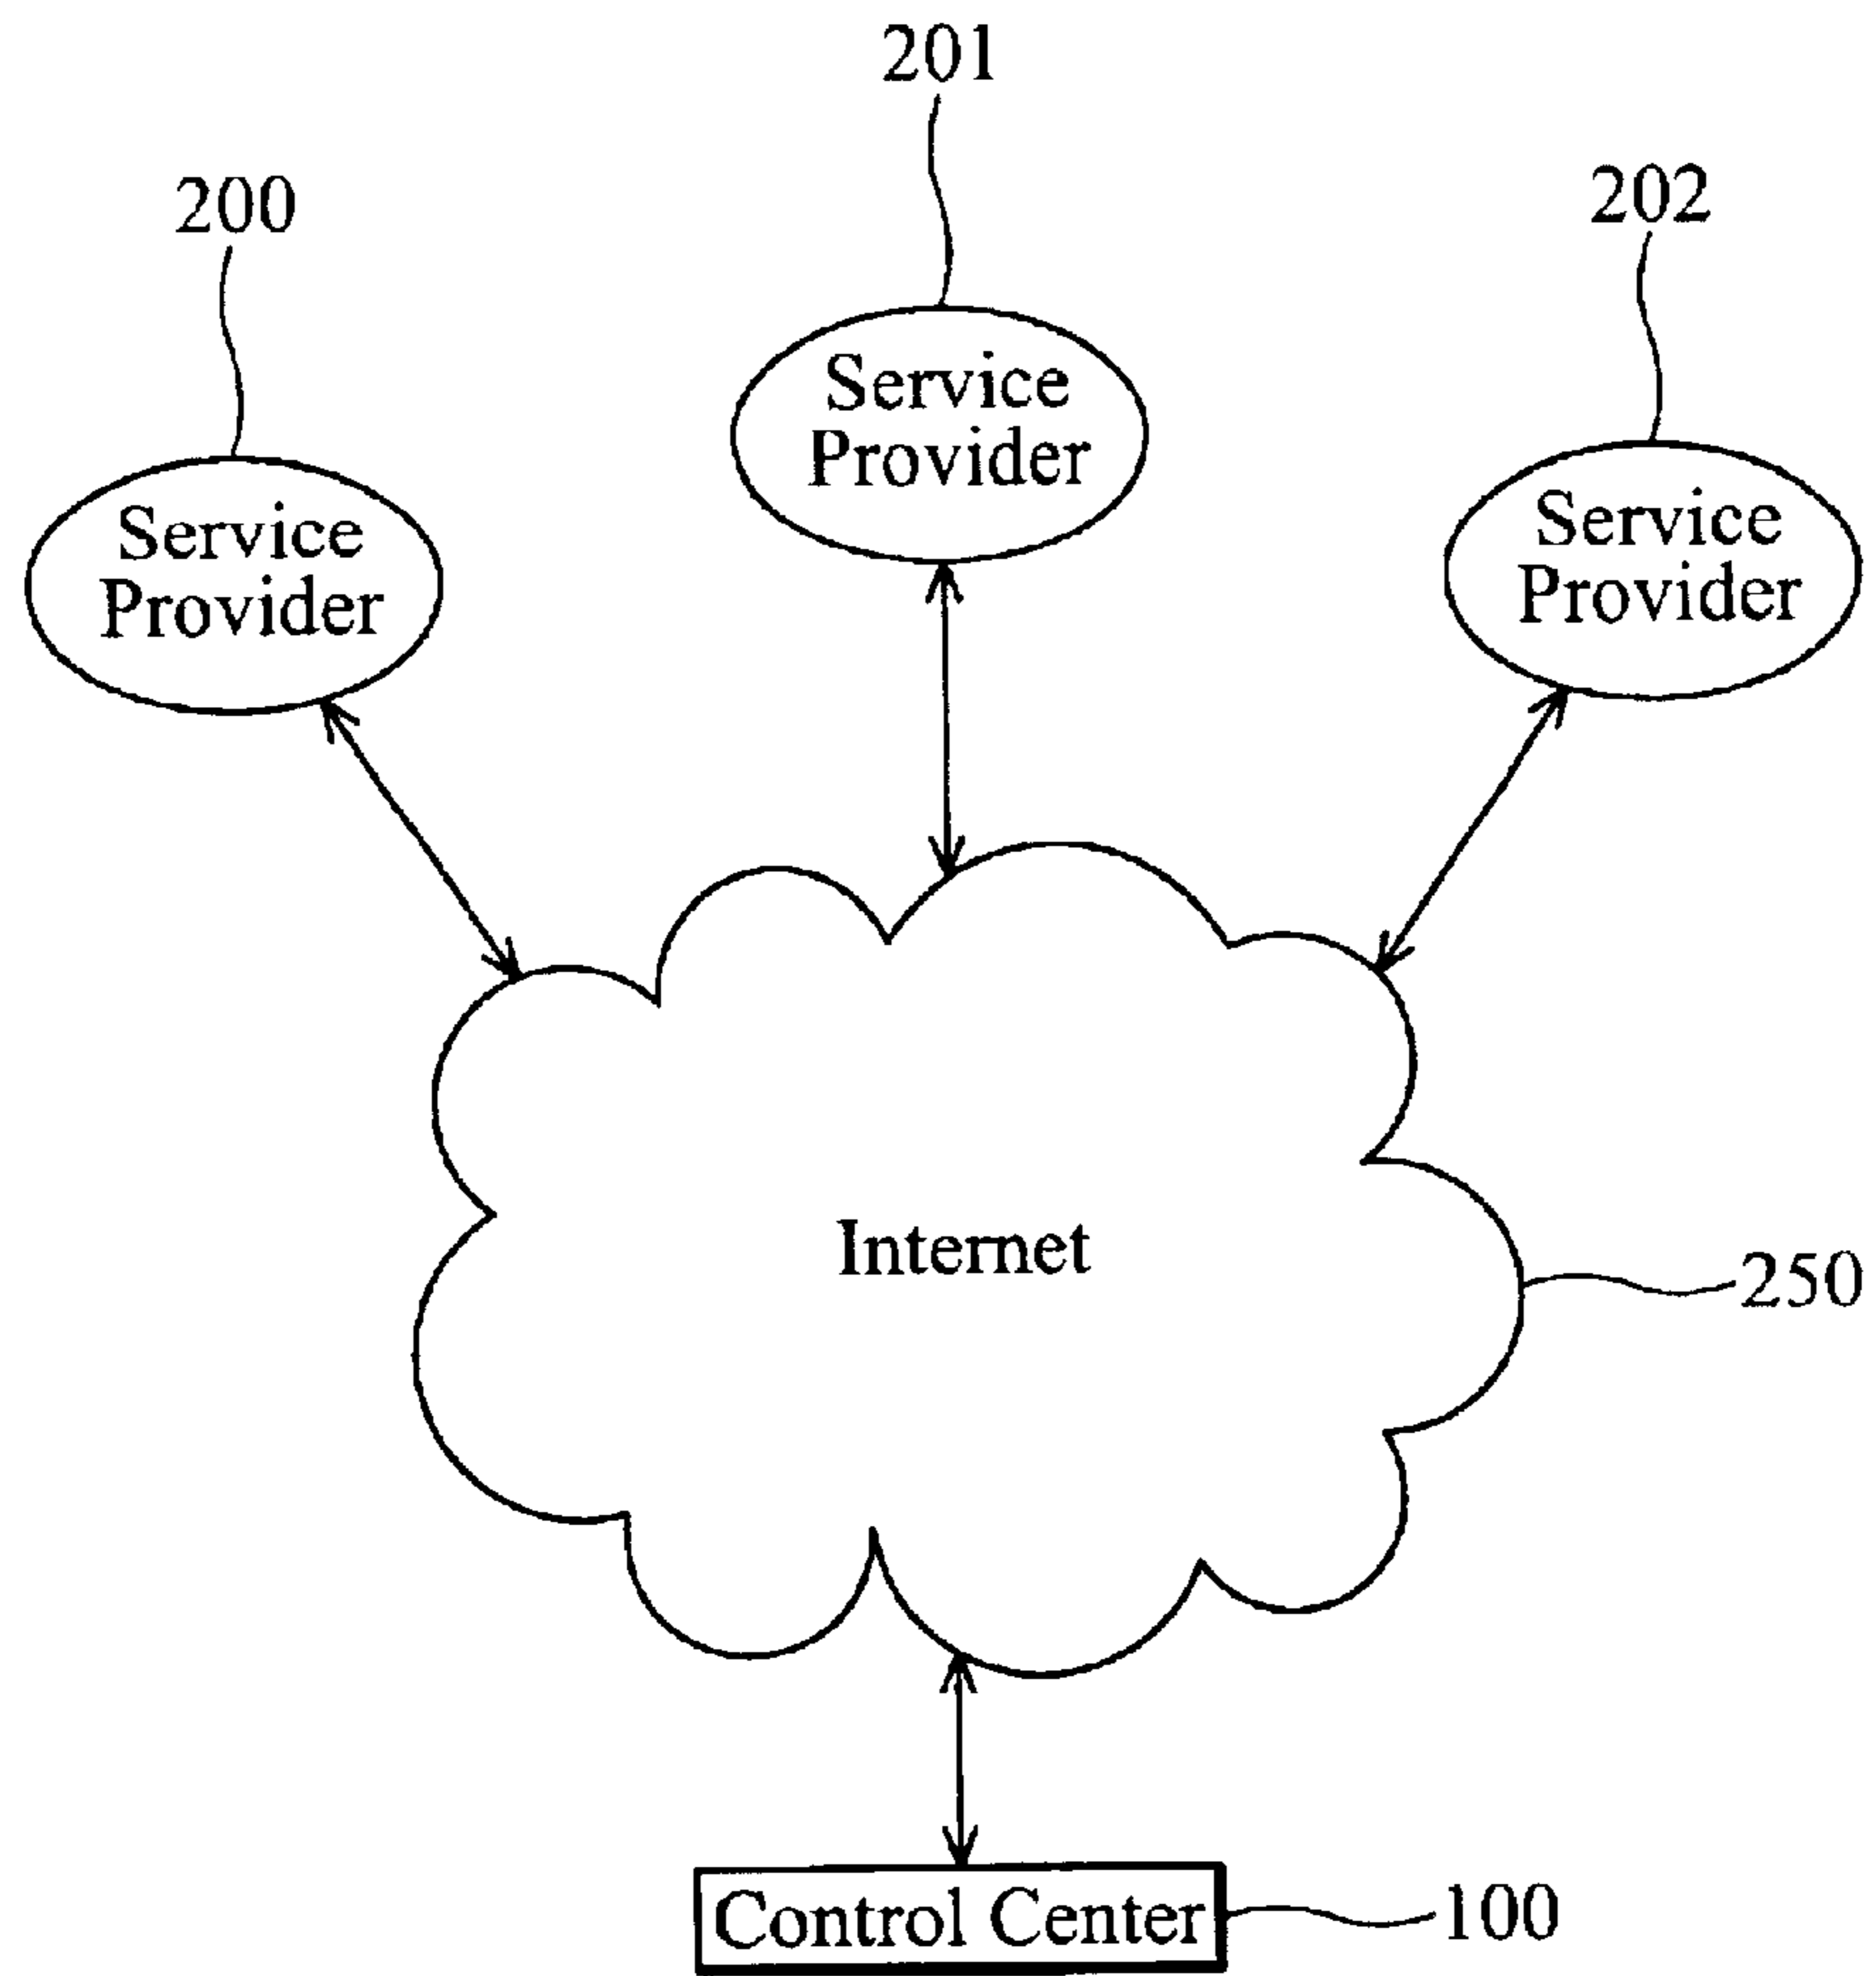 201
200
202
Service
Provider
Service
Provider
Service
Provider
Internet
250
Control Center
100